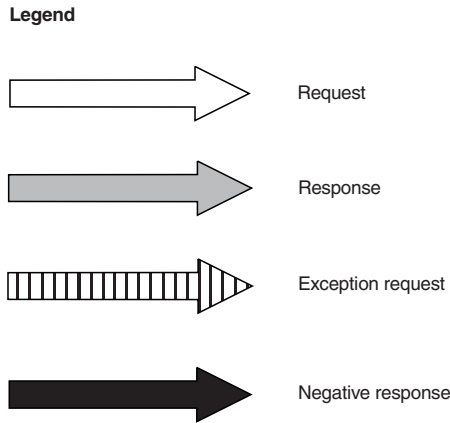 Legend
Request
Response
Exception request
Negative response